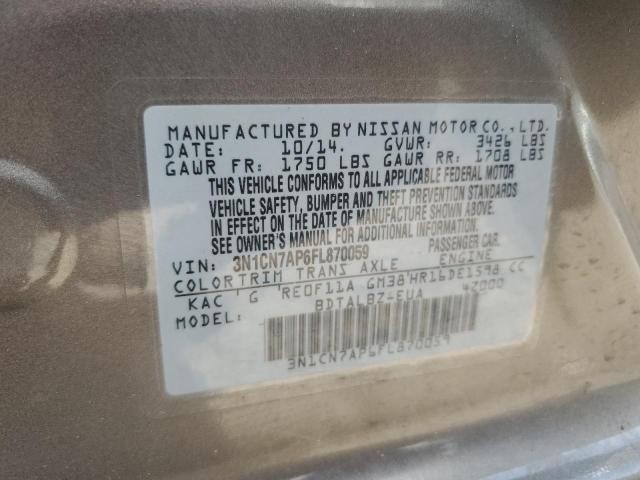 MANUFACTURED BY NISSAN MOTOR CO., LTD.
DATE: 10/14. GVWR: 3426 LBS
GAWR FR: 1750 LBS GAWR RR: 1708 LBS
THIS VEHICLE CONFORMS TO ALL APPLICABLE FEDERAL MOTOR
VEHICLE SAFETY, BUMPER AND THEFT PREVENTION STANDARDS
IN EFFECT ON THE DATE OF MANUFACTURE SHOWN ABOVE.
SEE OWNER'S MANUAL FOR ADDITIONAL INFORMATION.
VIN: 3N1CN7AP6FL870059 PASSENGER CAR.
COLOR TRIM TRANS AXLE ENGINE
KAC G RE0F11A GM38 HR16DE1598 CC
MODEL: BDTALBZ-EUA 47000
3N1CN7AP6FL870059